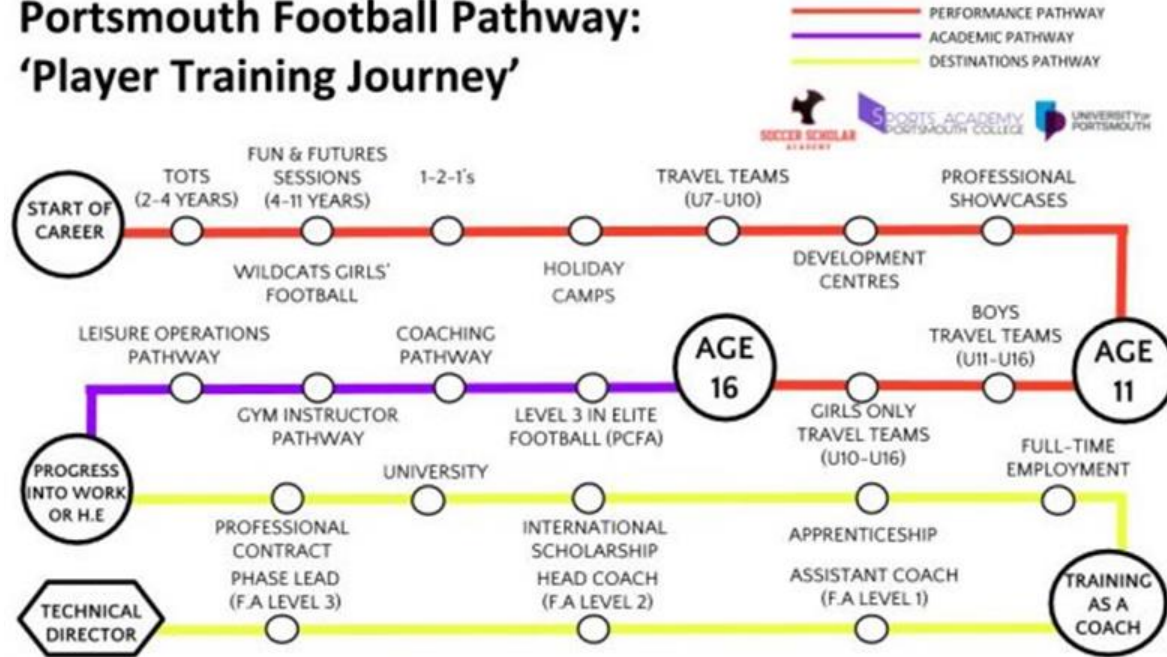 Portsmouth Football Pathway:
‘Player Training Journey’
PERFORMANCE PATHWAY
ACADEMIC PATHWAY
DESTINATIONS PATHWAY
SOCCER SCHOLAR
ACADEMY
SPORTS ACADEMY
PORTSMOUTH COLLEGE
UNIVERSITY OF
PORTSMOUTH
START OF
CAREER
TOTS
(2-4 YEARS)
FUN & FUTURES
SESSIONS
(4-11 YEARS)
WILDCATS GIRLS'
FOOTBALL
1-2-1's
HOLIDAY
CAMPS
TRAVEL TEAMS
(U7-U10)
DEVELOPMENT
CENTRES
PROFESSIONAL
SHOWCASES
AGE
11
BOYS
TRAVEL TEAMS
(U11-U16)
GIRLS ONLY
TRAVEL TEAMS
(U10-U16)
AGE
16
LEVEL 3 IN ELITE
FOOTBALL (PCFA)
COACHING
PATHWAY
GYM INSTRUCTOR
PATHWAY
LEISURE OPERATIONS
PATHWAY
PROGRESS
INTO WORK
OR H.E
PROFESSIONAL
CONTRACT
UNIVERSITY
INTERNATIONAL
SCHOLARSHIP
APPRENTICESHIP
FULL-TIME
EMPLOYMENT
TRAINING
AS A
COACH
ASSISTANT COACH
(F.A LEVEL 1)
HEAD COACH
(F.A LEVEL 2)
PHASE LEAD
(F.A LEVEL 3)
TECHNICAL
DIRECTOR